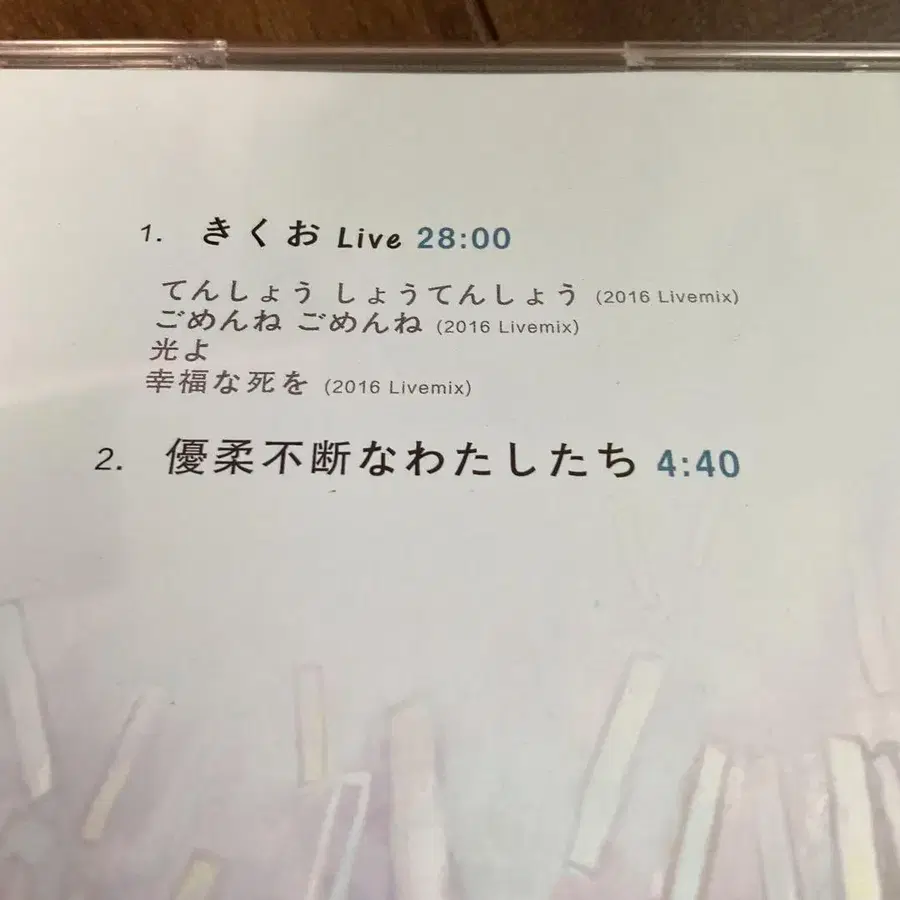 1. きくお Live 28:00
てんしょう しょうてんしょう (2016 Livemix)
ごめんね ごめんね (2016 Livemix)
光よ
幸福な死を (2016 Livemix)
2. 優柔不断なわたしたち 4:40